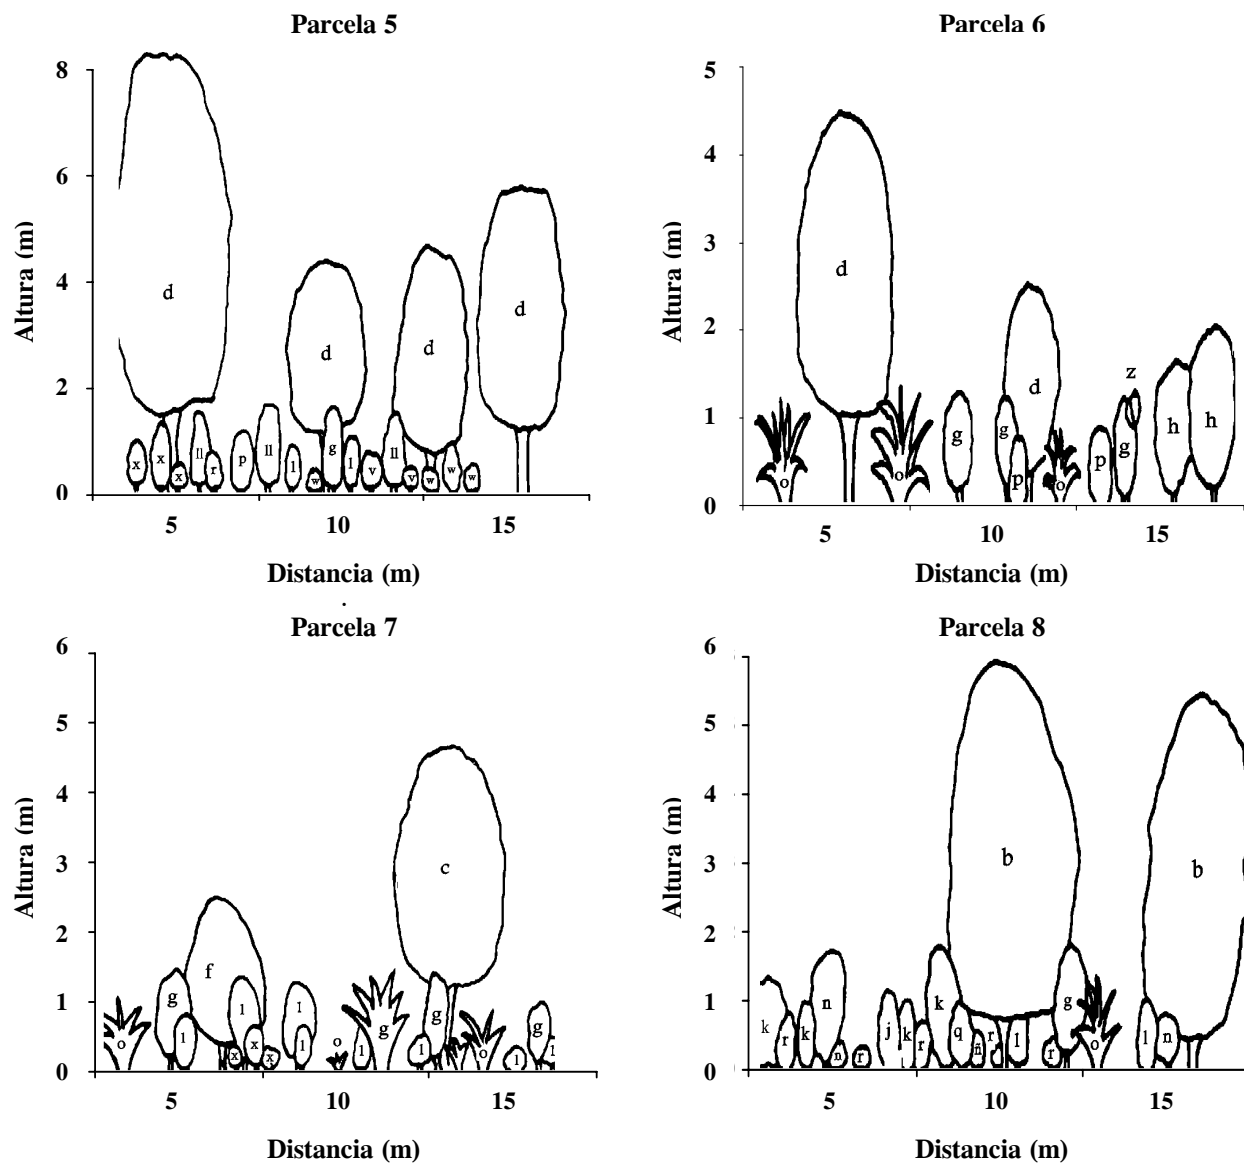 Parcela 5
8
6
4
2
0
Altura (m)
d
d
d
d
x
x
x
ll
r
p
ll
l
w
g
l
v
ll
v
w
w
w
5
10
15
Distancia (m)
Parcela 6
5
4
3
2
1
0
Altura (m)
d
d
z
o
o
g
g
p
o
p
g
h
h
5
10
15
Distancia (m)
Parcela 7
6
5
4
3
2
1
0
Altura (m)
c
f
o
g
l
l
x
x
x
l
l
o
l
g
l
g
o
l
g
l
5
10
15
Distancia (m)
Parcela 8
6
5
4
3
2
1
0
Altura (m)
b
b
k
r
k
n
n
r
j
k
r
k
q
ñ
r
l
r
g
o
l
n
5
10
15
Distancia (m)